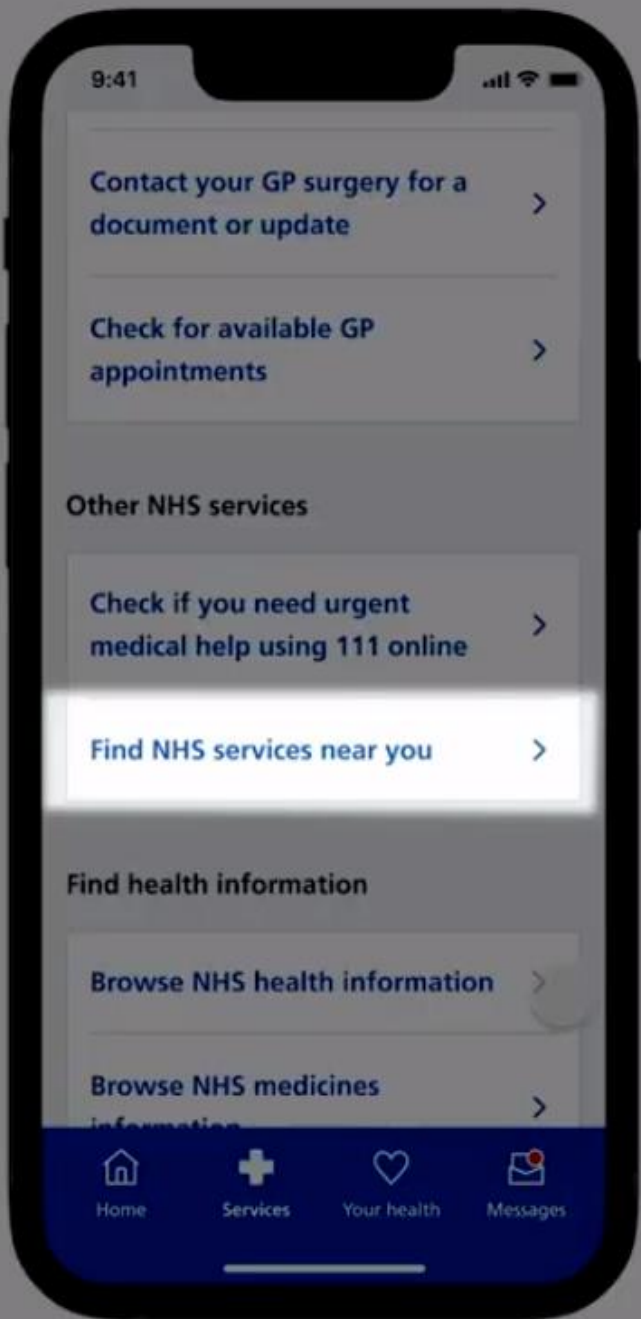 9:41
Contact your GP surgery for a
document or update
Check for available GP
appointments
Other NHS services
Check if you need urgent
medical help using 111 online
Find NHS services near you
Find health information
Browse NHS health information
Browse NHS medicines
information
Home
Services
Your health
Messages